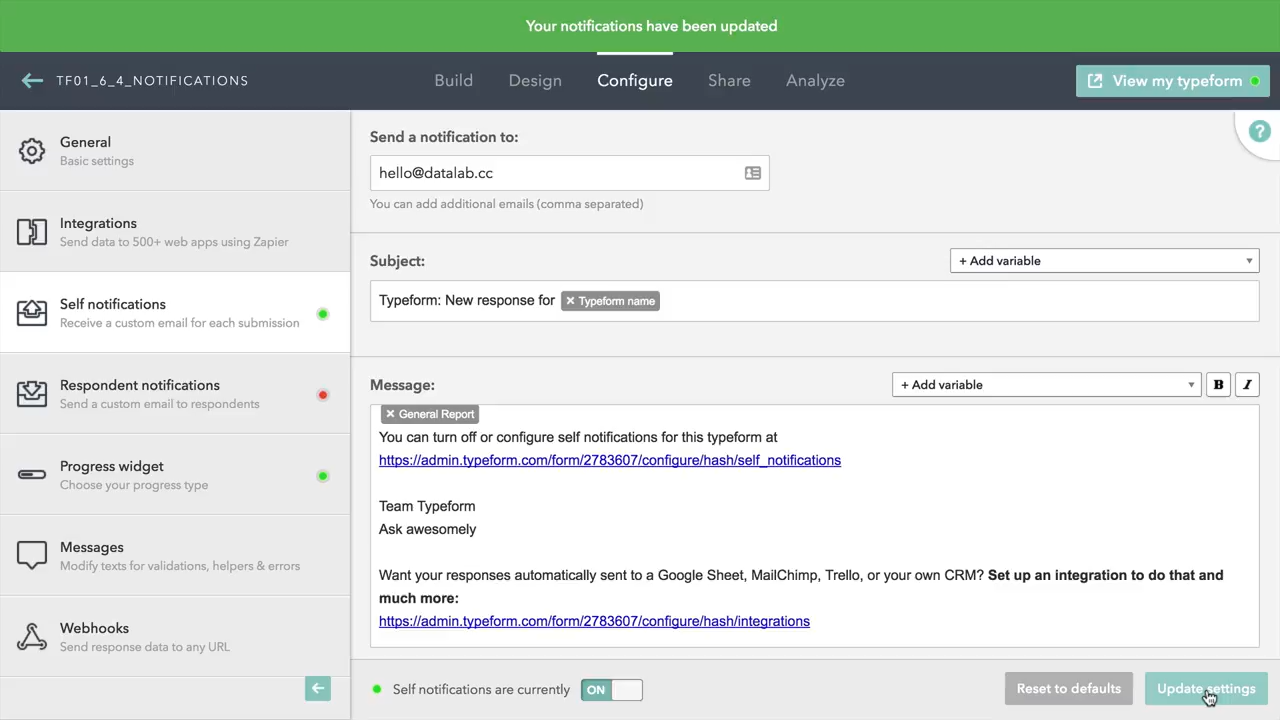 Your notifications have been updated
TF01_6_4_NOTIFICATIONS
Build
Design
Configure
Share
Analyze
View my typeform
?
General
Basic settings
Integrations
Send data to 500+ web apps using Zapier
Self notifications
Receive a custom email for each submission
Respondent notifications
Send a custom email to respondents
Progress widget
Choose your progress type
Messages
Modify texts for validations, helpers & errors
Webhooks
Send response data to any URL
Send a notification to:
hello@datalab.cc
You can add additional emails (comma separated)
Subject:
+ Add variable
Typeform: New response for × Typeform name
Message:
+ Add variable
B
I
× General Report
You can turn off or configure self notifications for this typeform at
https://admin.typeform.com/form/2783607/configure/hash/self_notifications
Team Typeform
Ask awesomely
Want your responses automatically sent to a Google Sheet, MailChimp, Trello, or your own CRM? Set up an integration to do that and
much more:
https://admin.typeform.com/form/2783607/configure/hash/integrations
Self notifications are currently
ON
Reset to defaults
Update settings